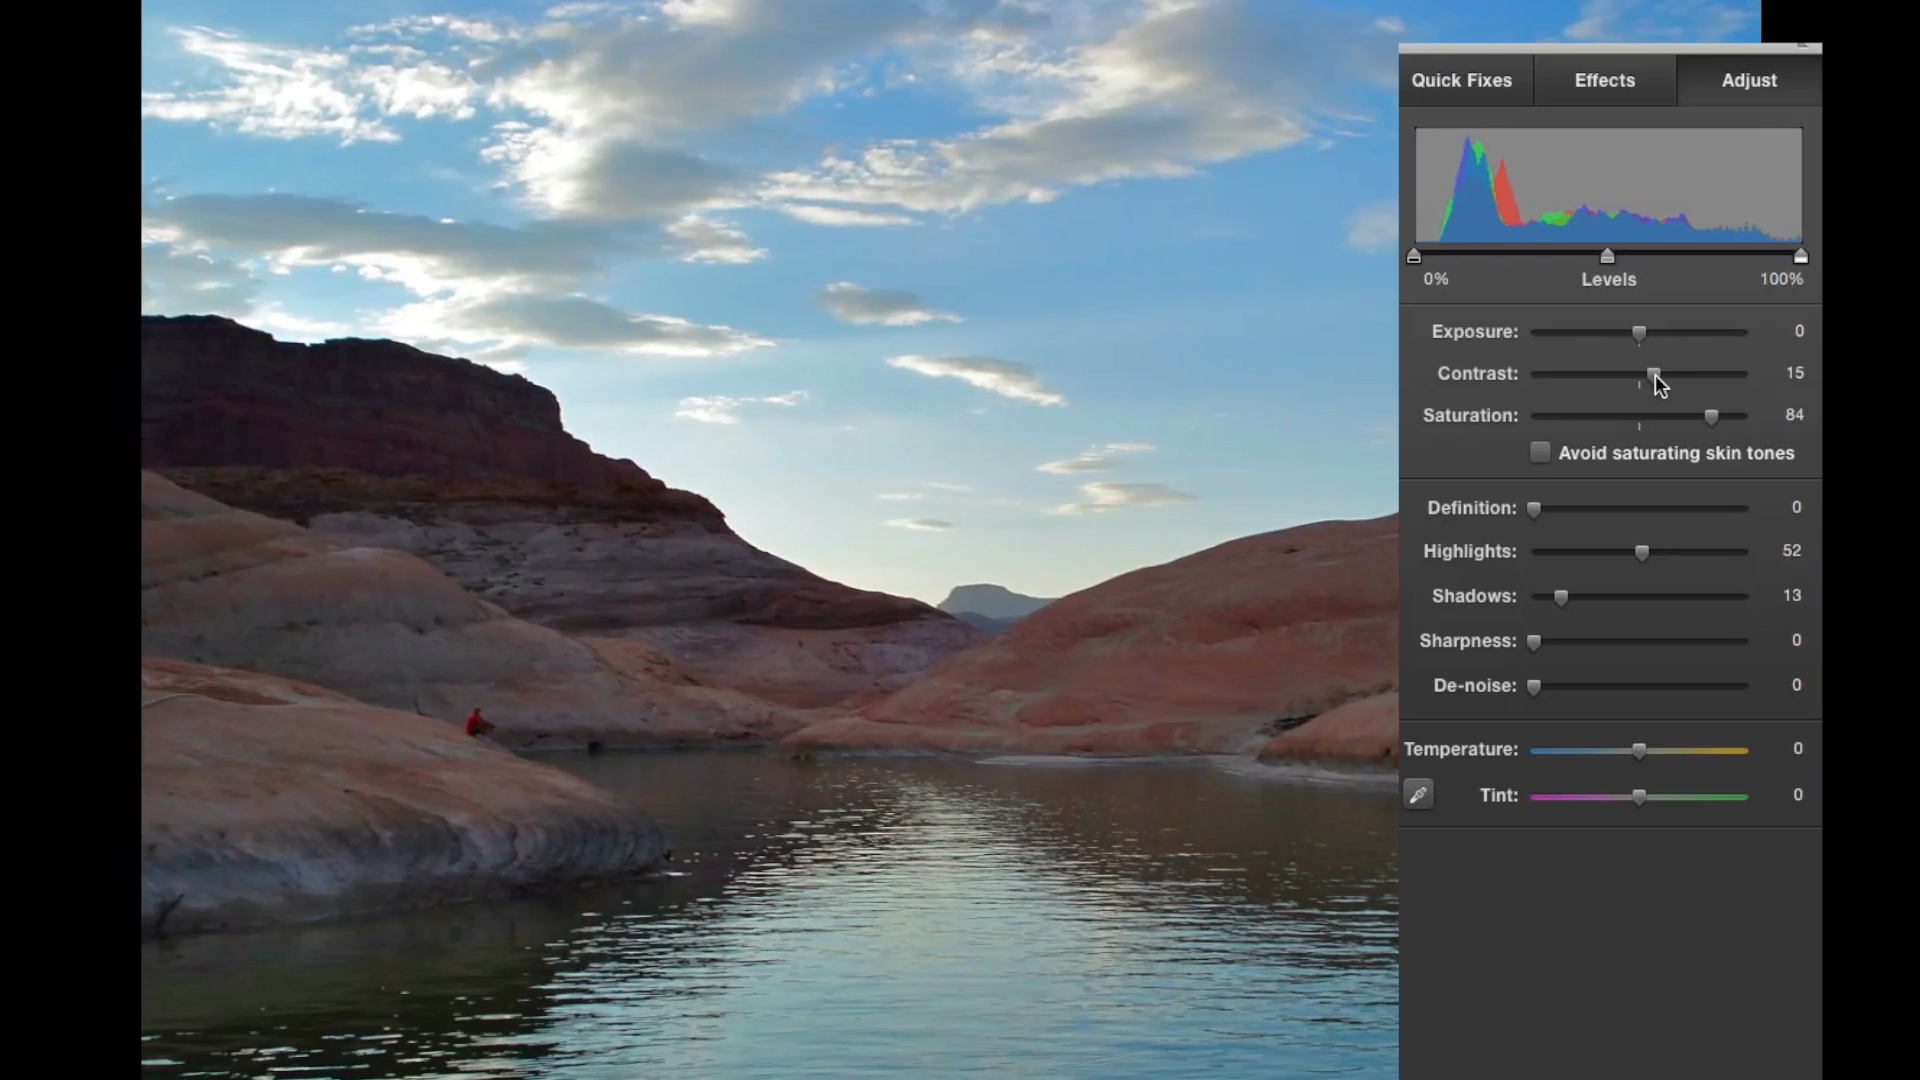 Quick Fixes Effects Adjust
0% Levels 100%
Exposure: 0
Contrast: 15
Saturation: 84
Avoid saturating skin tones
Definition: 0
Highlights: 52
Shadows: 13
Sharpness: 0
De-noise: 0
Temperature: 0
Tint: 0